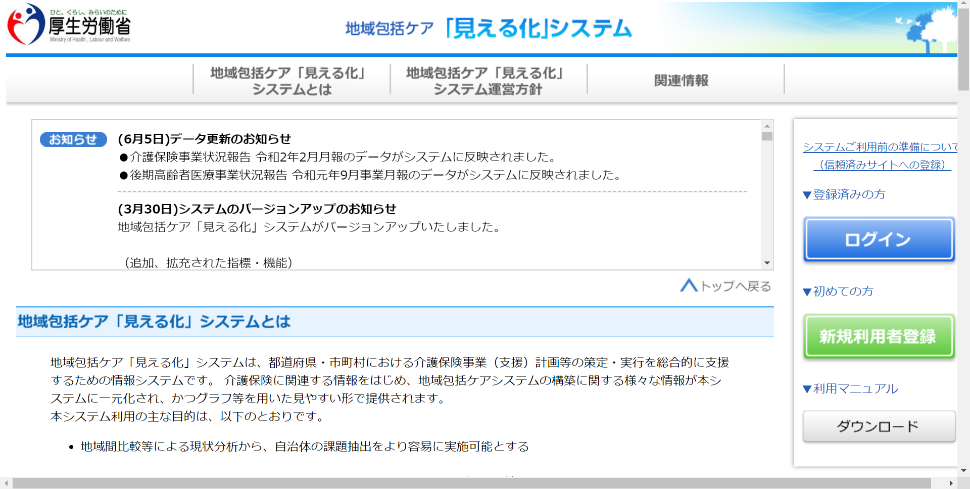 ひと、くらし、みらいのために
厚生労働省
Ministry of Health, Labour and Welfare
地域包括ケア「見える化」システム
地域包括ケア「見える化」
システムとは
地域包括ケア「見える化」
システム運営方針
関連情報
お知らせ
(6月5日)データ更新のお知らせ
●介護保険事業状況報告 令和2年2月月報のデータがシステムに反映されました。
●後期高齢者医療事業状況報告 令和元年9月事業月報のデータがシステムに反映されました。
(3月30日)システムのバージョンアップのお知らせ
地域包括ケア「見える化」システムがバージョンアップいたしました。
（追加、拡充された指標・機能）
トップへ戻る
地域包括ケア「見える化」システムとは
地域包括ケア「見える化」システムは、都道府県・市町村における介護保険事業（支援）計画等の策定・実行を総合的に支援
するための情報システムです。 介護保険に関連する情報をはじめ、地域包括ケアシステムの構築に関する様々な情報が本シ
ステムに一元化され、かつグラフ等を用いた見やすい形で提供されます。
本システム利用の主な目的は、以下のとおりです。
• 地域間比較等による現状分析から、自治体の課題抽出をより容易に実施可能とする
システムご利用前の準備につい
（信頼済みサイトへの登録）
▼登録済みの方
ログイン
▼初めての方
新規利用者登録
▼利用マニュアル
ダウンロード